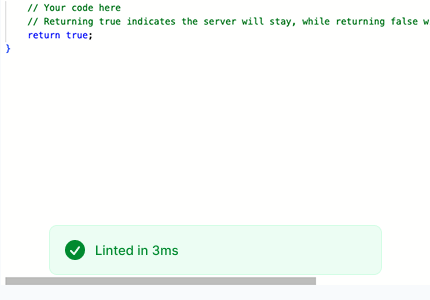 // Your code here
// Returning true indicates the server will stay, while returning false
return true;
}
Linted in 3ms